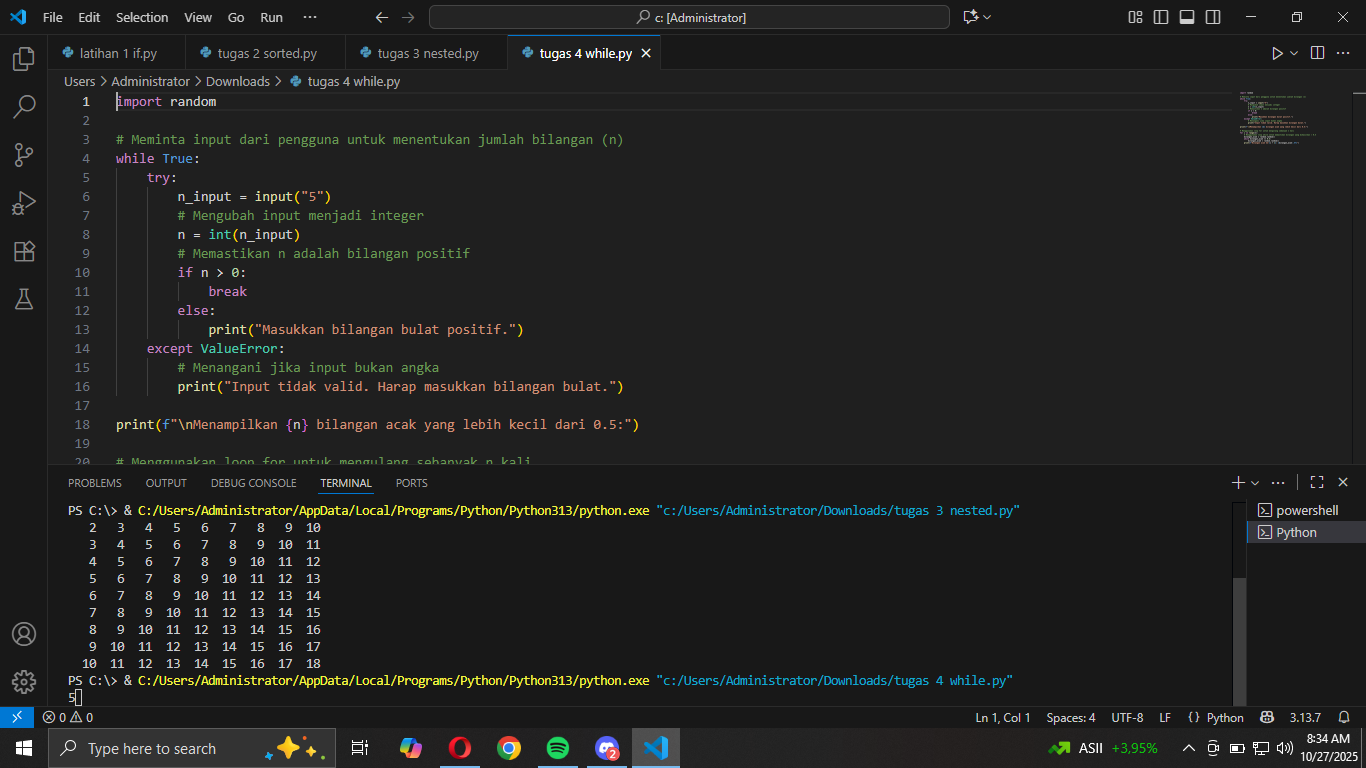 File Edit Selection View Go Run ··· c: [Administrator]
latihan 1 if.py tugas 2 sorted.py tugas 3 nested.py tugas 4 while.py
Users > Administrator > Downloads > tugas 4 while.py
1 import random
2
3 # Meminta input dari pengguna untuk menentukan jumlah bilangan (n)
4 while True:
5 try:
6 n_input = input("5")
7 # Mengubah input menjadi integer
8 n = int(n_input)
9 # Memastikan n adalah bilangan positif
10 if n > 0:
11 break
12 else:
13 print("Masukkan bilangan bulat positif.")
14 except ValueError:
15 # Menangani jika input bukan angka
16 print("Input tidak valid. Harap masukkan bilangan bulat.")
17
18 print(f"\nMenampilkan {n} bilangan acak yang lebih kecil dari 0.5:")
19
20 # Menggunakan loop for untuk mengulang sebanyak n kali
PROBLEMS OUTPUT DEBUG CONSOLE TERMINAL PORTS
PS C:\> & C:/Users/Administrator/AppData/Local/Programs/Python/Python313/python.exe "c:/Users/Administrator/Downloads/tugas 3 nested.py"
2 3 4 5 6 7 8 9 10
3 4 5 6 7 8 9 10 11
4 5 6 7 8 9 10 11 12
5 6 7 8 9 10 11 12 13
6 7 8 9 10 11 12 13 14
7 8 9 10 11 12 13 14 15
8 9 10 11 12 13 14 15 16
9 10 11 12 13 14 15 16 17
10 11 12 13 14 15 16 17 18
PS C:\> & C:/Users/Administrator/AppData/Local/Programs/Python/Python313/python.exe "c:/Users/Administrator/Downloads/tugas 4 while.py"
5
powershell
Python
0 0 Ln 1, Col 1 Spaces: 4 UTF-8 LF {} Python 3.13.7
Type here to search 2 ASII +3,95% 8:34 AM
10/27/2025